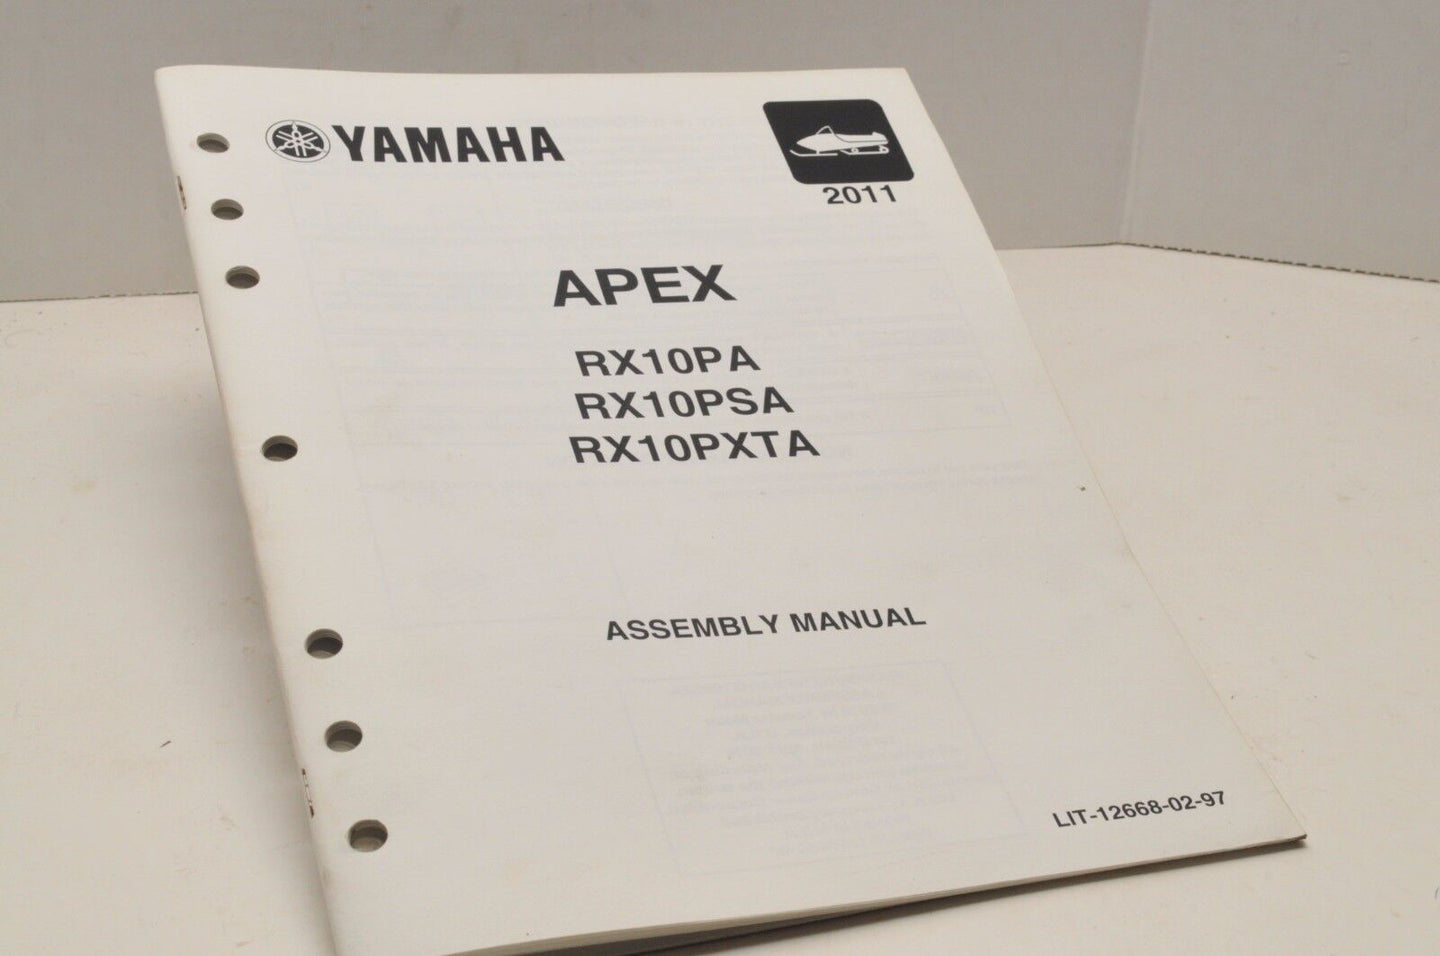 YAMAHA
2011
APEX
RX10PA
RX10PSA
RX10PXTA
ASSEMBLY MANUAL
LIT-12668-02-97